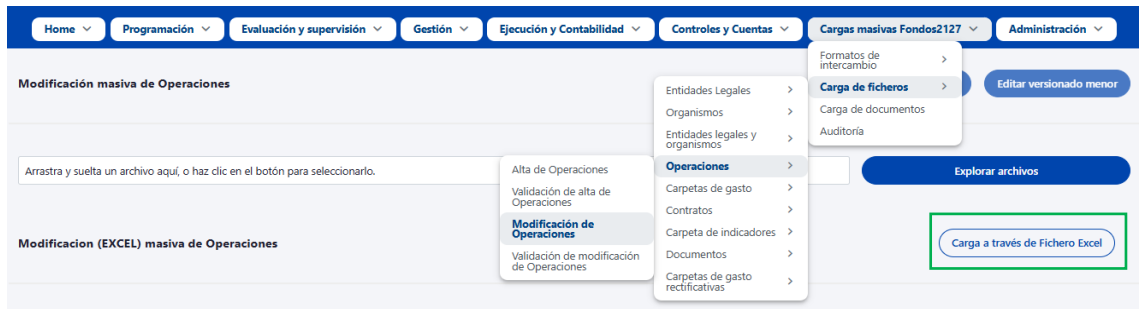 Home
Programación
Evaluación y supervisión
Gestión
Ejecución y Contabilidad
Controles y Cuentas
Cargas masivas Fondos2127
Administración
Formatos de
intercambio
Carga de ficheros
Carga de documentos
Auditoría
Modificación masiva de Operaciones
Editar versionado menor
Entidades Legales
Organismos
Entidades legales y
organismos
Operaciones
Carpetas de gasto
Contratos
Carpeta de indicadores
Documentos
Carpetas de gasto
rectificativas
Alta de Operaciones
Validación de alta de
Operaciones
Modificación de
Operaciones
Validación de modificación
de Operaciones
Arrastra y suelta un archivo aquí, o haz clic en el botón para seleccionarlo.
Explorar archivos
Modificacion (EXCEL) masiva de Operaciones
Carga a través de Fichero Excel